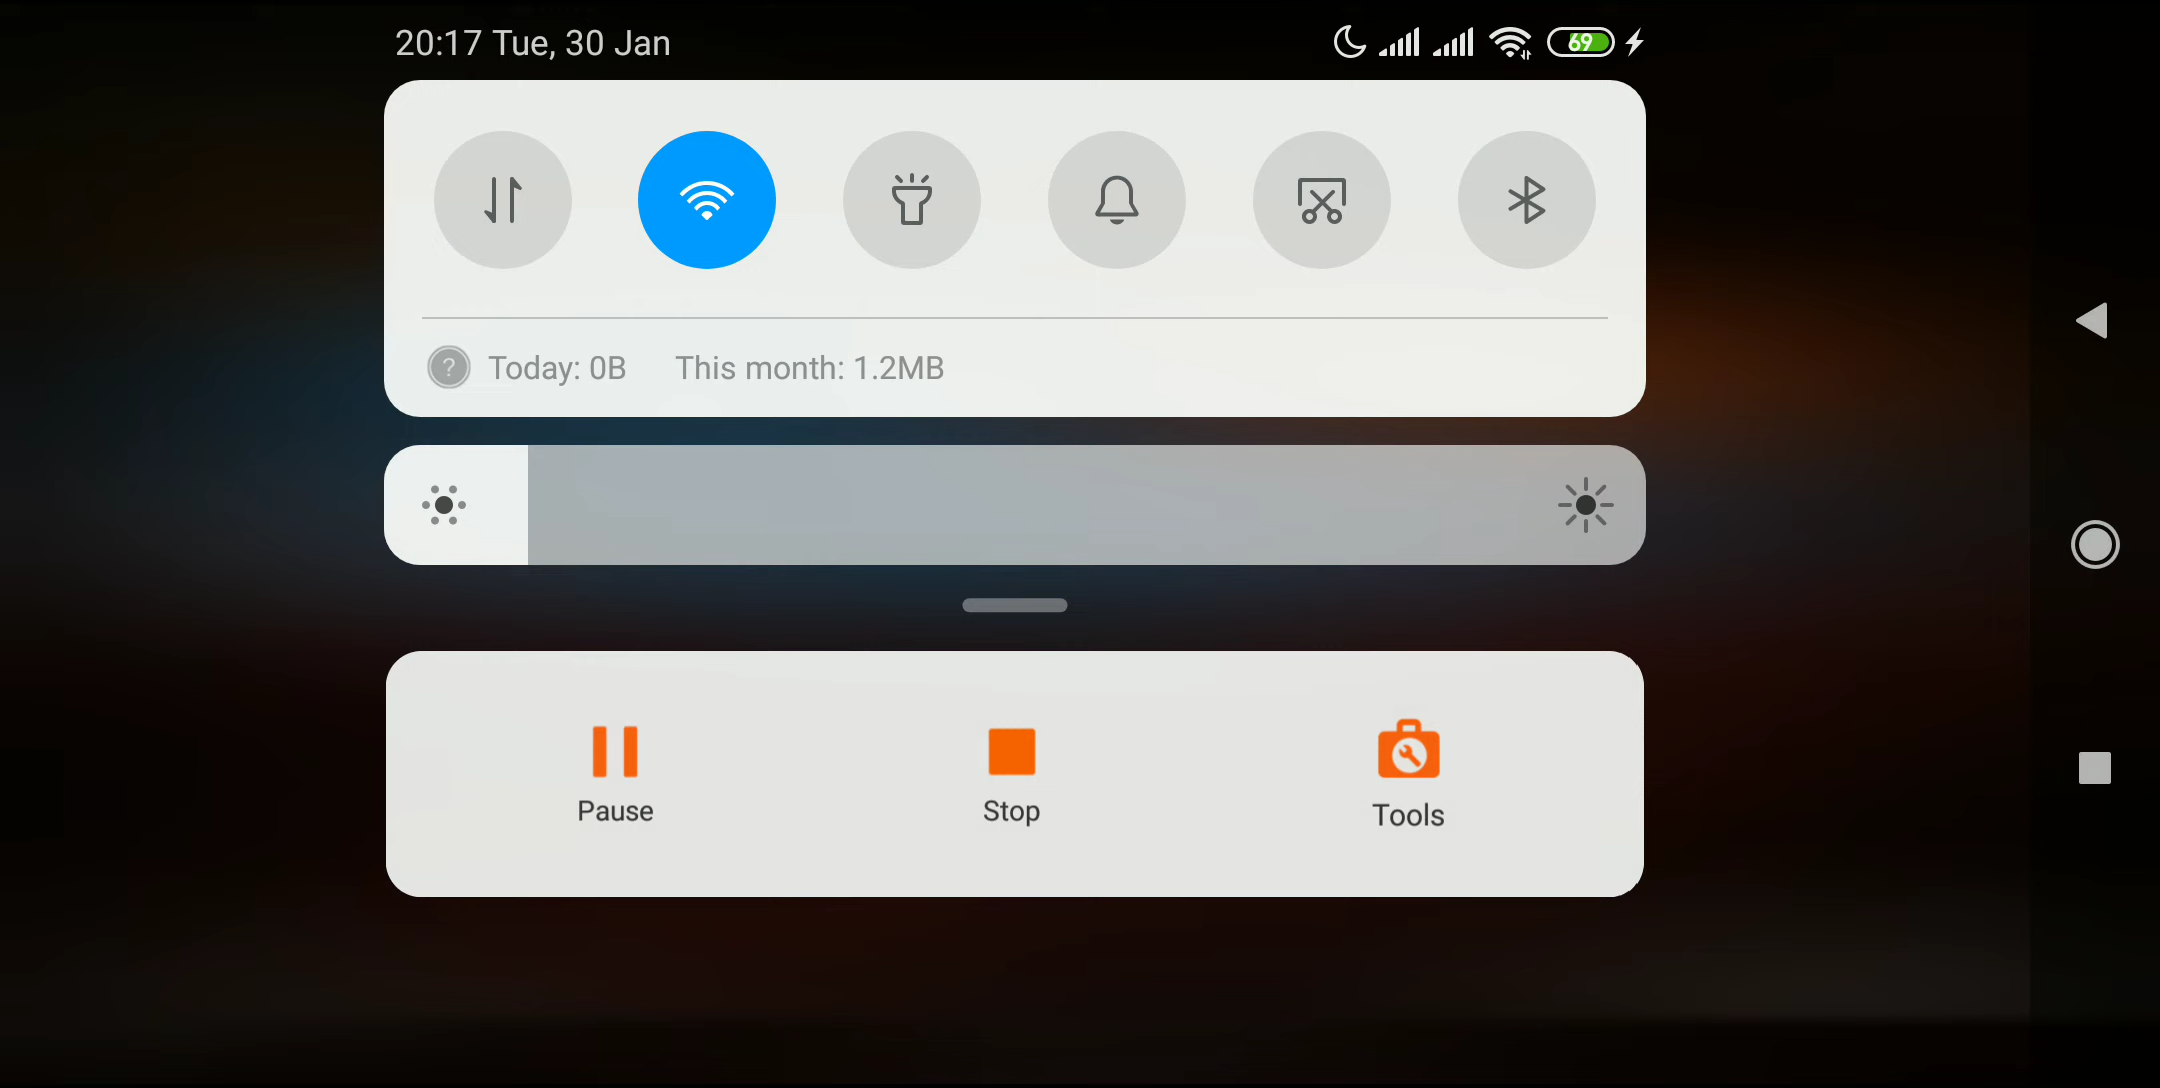 20:17 Tue, 30 Jan
69
? Today: 0B This month: 1.2MB
Pause Stop Tools